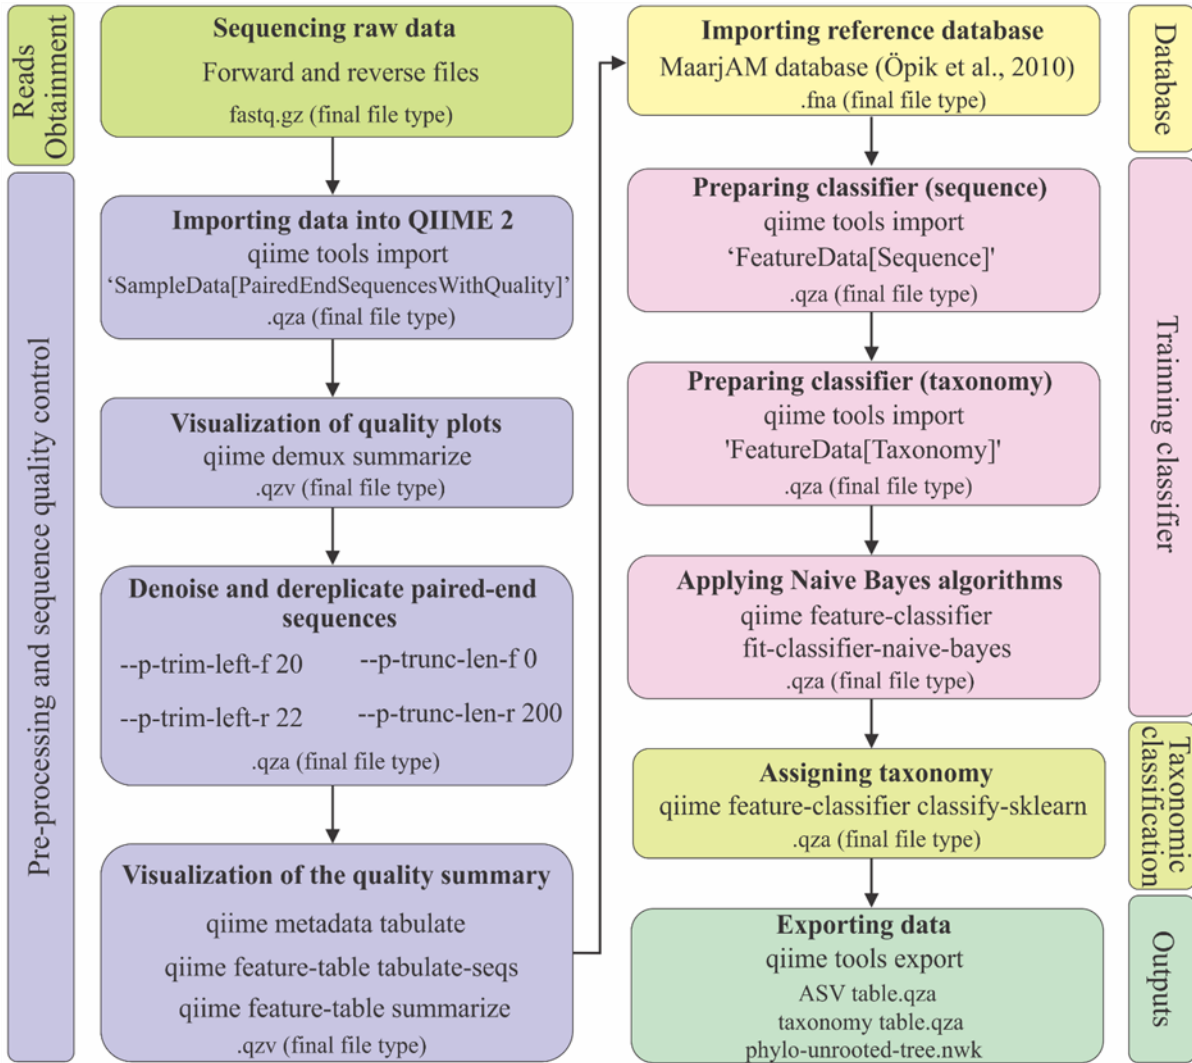 Reads
Obtainment
Sequencing raw data
Forward and reverse files
fastq.gz (final file type)
Pre-processing and sequence quality control
Importing data into QIIME 2
qiime tools import
‘SampleData[PairedEndSequencesWithQuality]’
.qza (final file type)
Visualization of quality plots
qiime demux summarize
.qzv (final file type)
Denoise and dereplicate paired-end
sequences
--p-trim-left-f 20 --p-trunc-len-f 0
--p-trim-left-r 22 --p-trunc-len-r 200
.qza (final file type)
Visualization of the quality summary
qiime metadata tabulate
qiime feature-table tabulate-seqs
qiime feature-table summarize
.qzv (final file type)
Importing reference database
MaarjAM database (Öpik et al., 2010)
.fna (final file type)
Database
Preparing classifier (sequence)
qiime tools import
‘FeatureData[Sequence]'
.qza (final file type)
Preparing classifier (taxonomy)
qiime tools import
'FeatureData[Taxonomy]'
.qza (final file type)
Applying Naive Bayes algorithms
qiime feature-classifier
fit-classifier-naive-bayes
.qza (final file type)
Trainning classifier
Assigning taxonomy
qiime feature-classifier classify-sklearn
.qza (final file type)
Taxonomic
classification
Exporting data
qiime tools export
ASV table.qza
taxonomy table.qza
phylo-unrooted-tree.nwk
Outputs